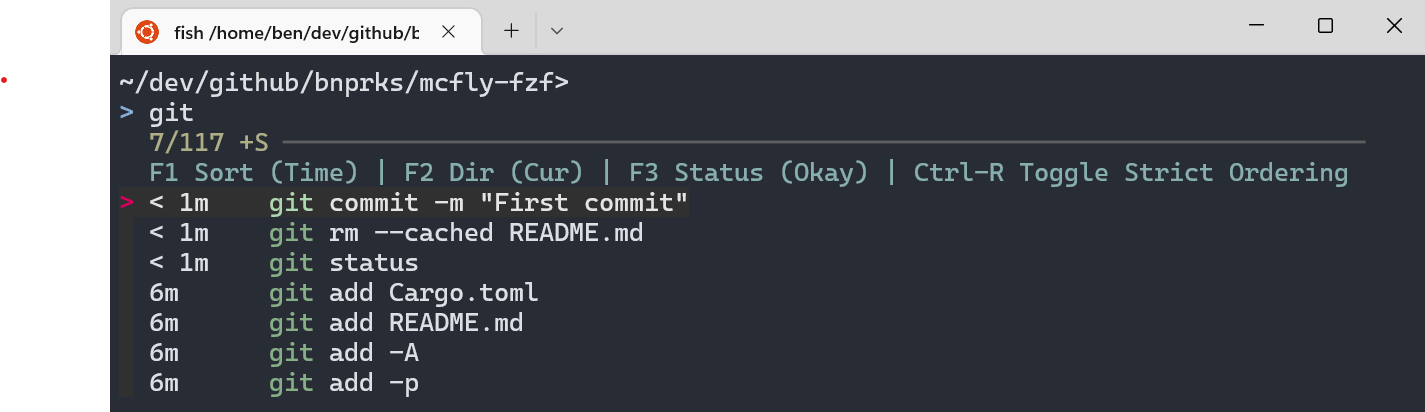 fish /home/ben/dev/github/b
~/dev/github/bnprks/mcfly-fzf>
> git
7/117 +S
F1 Sort (Time) | F2 Dir (Cur) | F3 Status (Okay) | Ctrl-R Toggle Strict Ordering
> < 1m    git commit -m "First commit"
< 1m    git rm --cached README.md
< 1m    git status
6m      git add Cargo.toml
6m      git add README.md
6m      git add -A
6m      git add -p